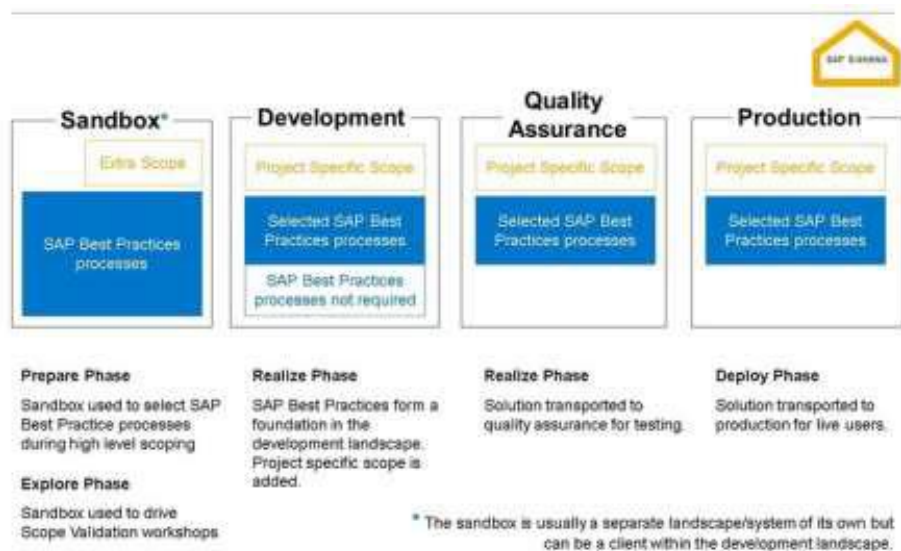 SAP S/4HANA
Sandbox*
Extra Scope
SAP Best Practices
processes
Development
Project Specific Scope
Selected SAP Best
Practices processes
SAP Best Practices
processes not required
Quality
Assurance
Project Specific Scope
Selected SAP Best
Practices processes
Production
Project Specific Scope
Selected SAP Best
Practices processes
Prepare Phase
Sandbox used to select SAP
Best Practice processes
during high level scoping
Explore Phase
Sandbox used to drive
Scope Validation workshops
Realize Phase
SAP Best Practices form a
foundation in the
development landscape.
Project specific scope is
added.
Realize Phase
Solution transported to
quality assurance for testing.
Deploy Phase
Solution transported to
production for live users.
* The sandbox is usually a separate landscape/system of its own but
can be a client within the development landscape.